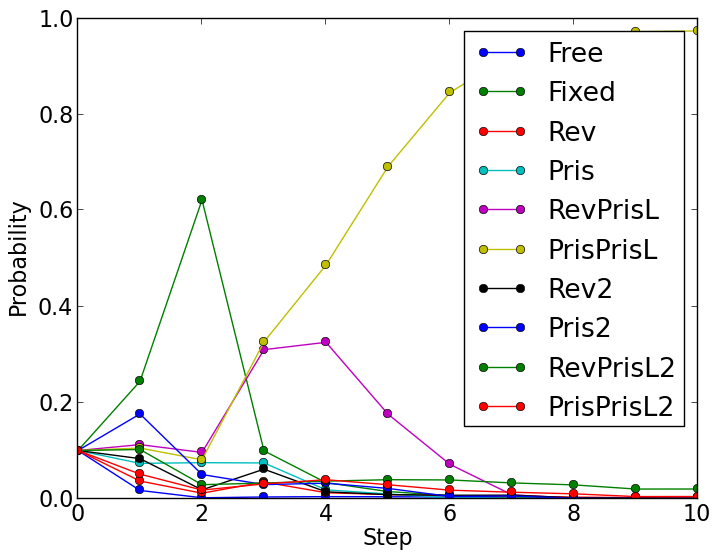 1.0
0.8
0.6
0.4
0.2
0.0
Probability
0 2 4 6 8 10
Step
Free
Fixed
Rev
Pris
RevPrisL
PrisPrisL
Rev2
Pris2
RevPrisL2
PrisPrisL2